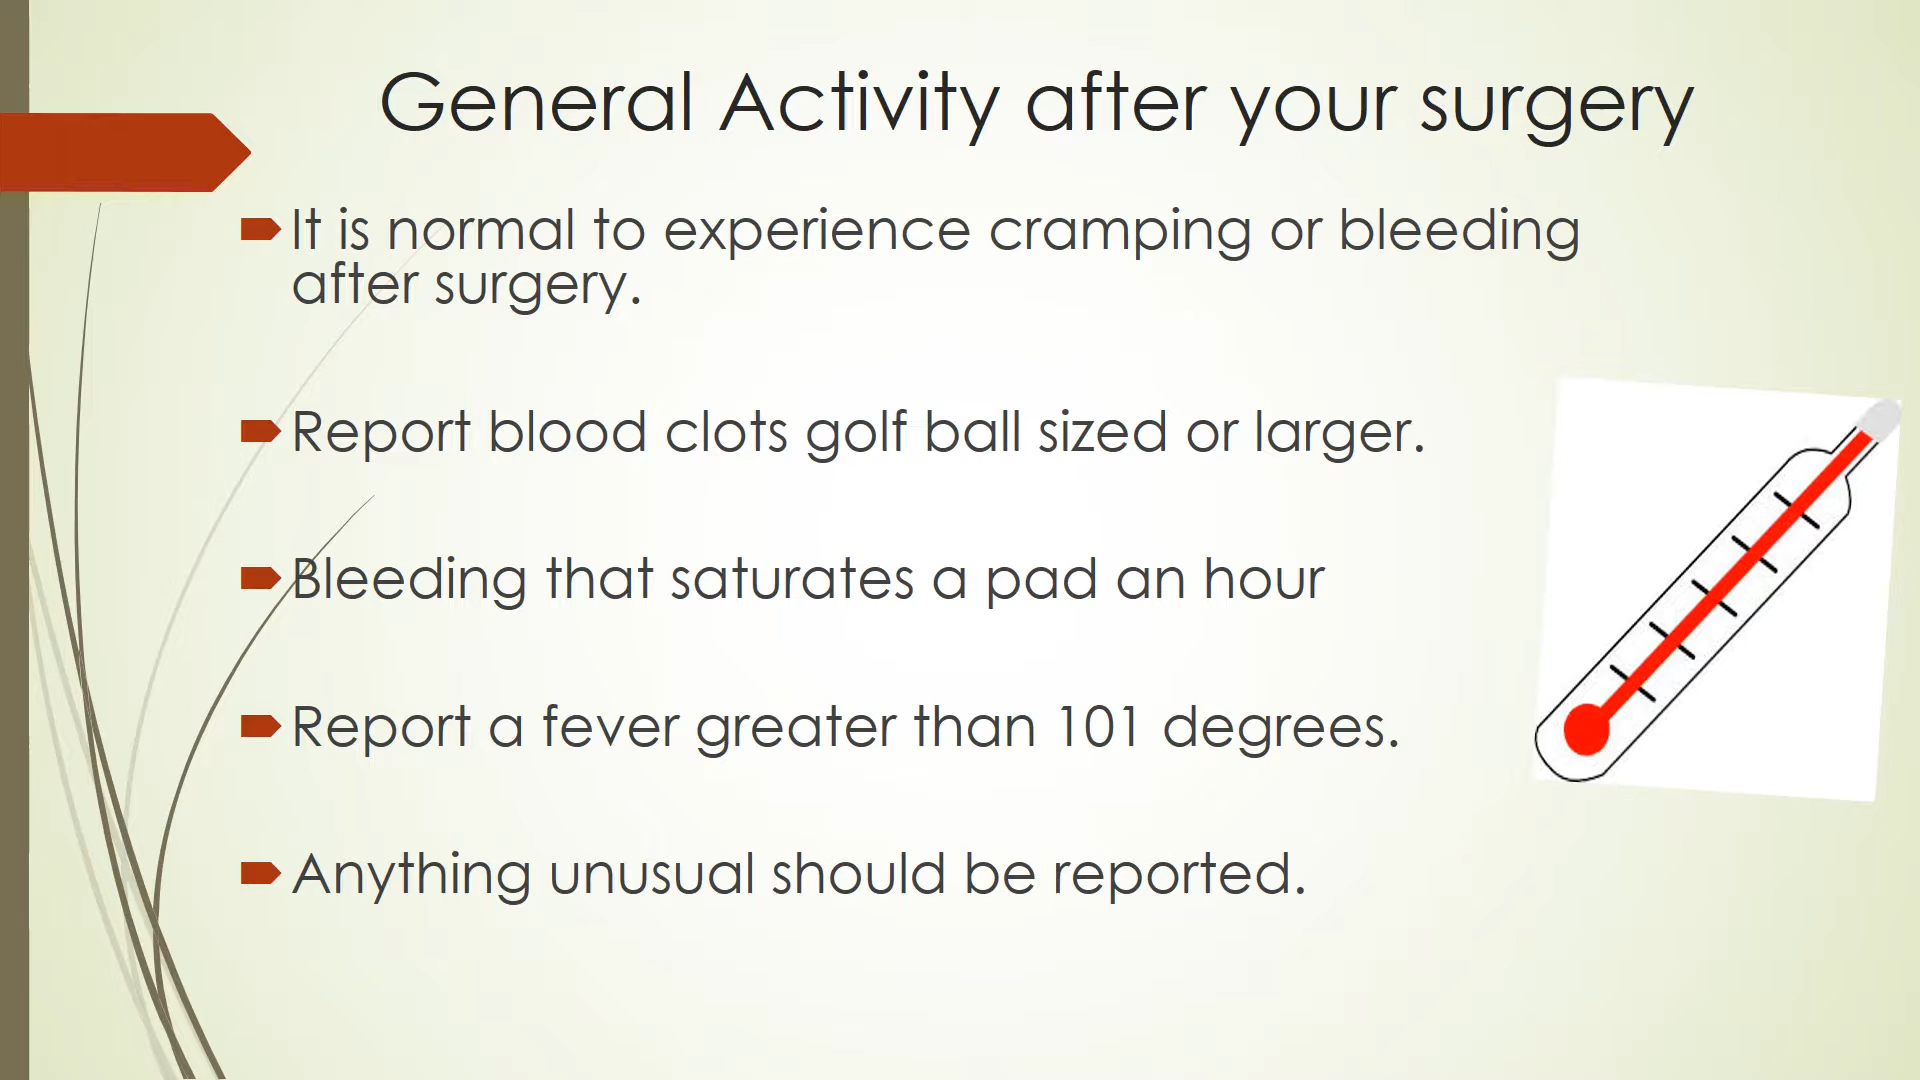 General Activity after your surgery
It is normal to experience cramping or bleeding
after surgery.
Report blood clots golf ball sized or larger.
Bleeding that saturates a pad an hour
Report a fever greater than 101 degrees.
Anything unusual should be reported.